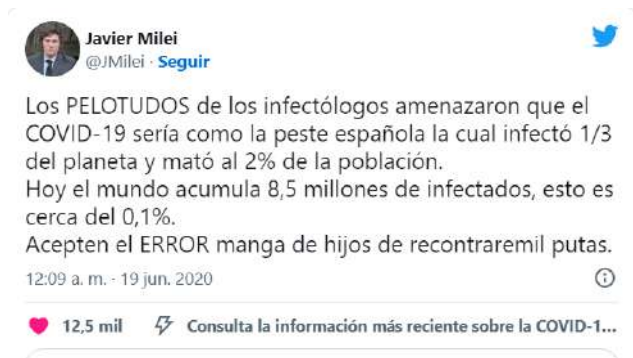 Javier Milei
@JMilei · Seguir
Los PELOTUDOS de los infectólogos amenazaron que el
COVID-19 sería como la peste española la cual infectó 1/3
del planeta y mató al 2% de la población.
Hoy el mundo acumula 8,5 millones de infectados, esto es
cerca del 0,1%.
Acepten el ERROR manga de hijos de recontraremil putas.
12:09 a. m. · 19 jun. 2020
12,5 mil Consulta la información más reciente sobre la COVID-1...